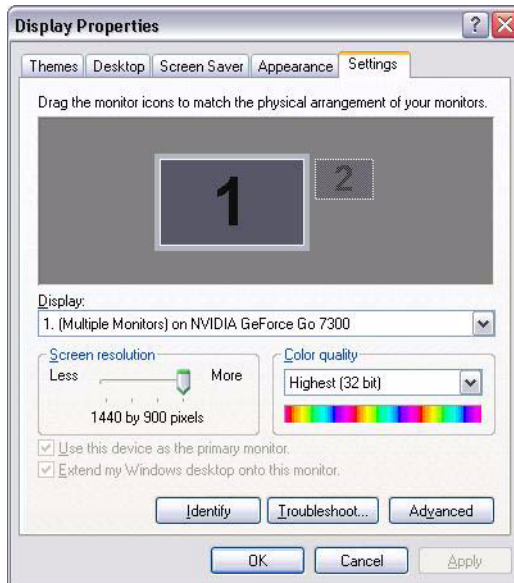 Display Properties
Themes Desktop Screen Saver Appearance Settings
Drag the monitor icons to match the physical arrangement of your monitors.
1 2
Display:
1. (Multiple Monitors) on NVIDIA GeForce Go 7300
Screen resolution Color quality
Less More Highest (32 bit)
1440 by 900 pixels
Use this device as the primary monitor.
Extend my Windows desktop onto this monitor.
Identify Troubleshoot... Advanced
OK Cancel Apply